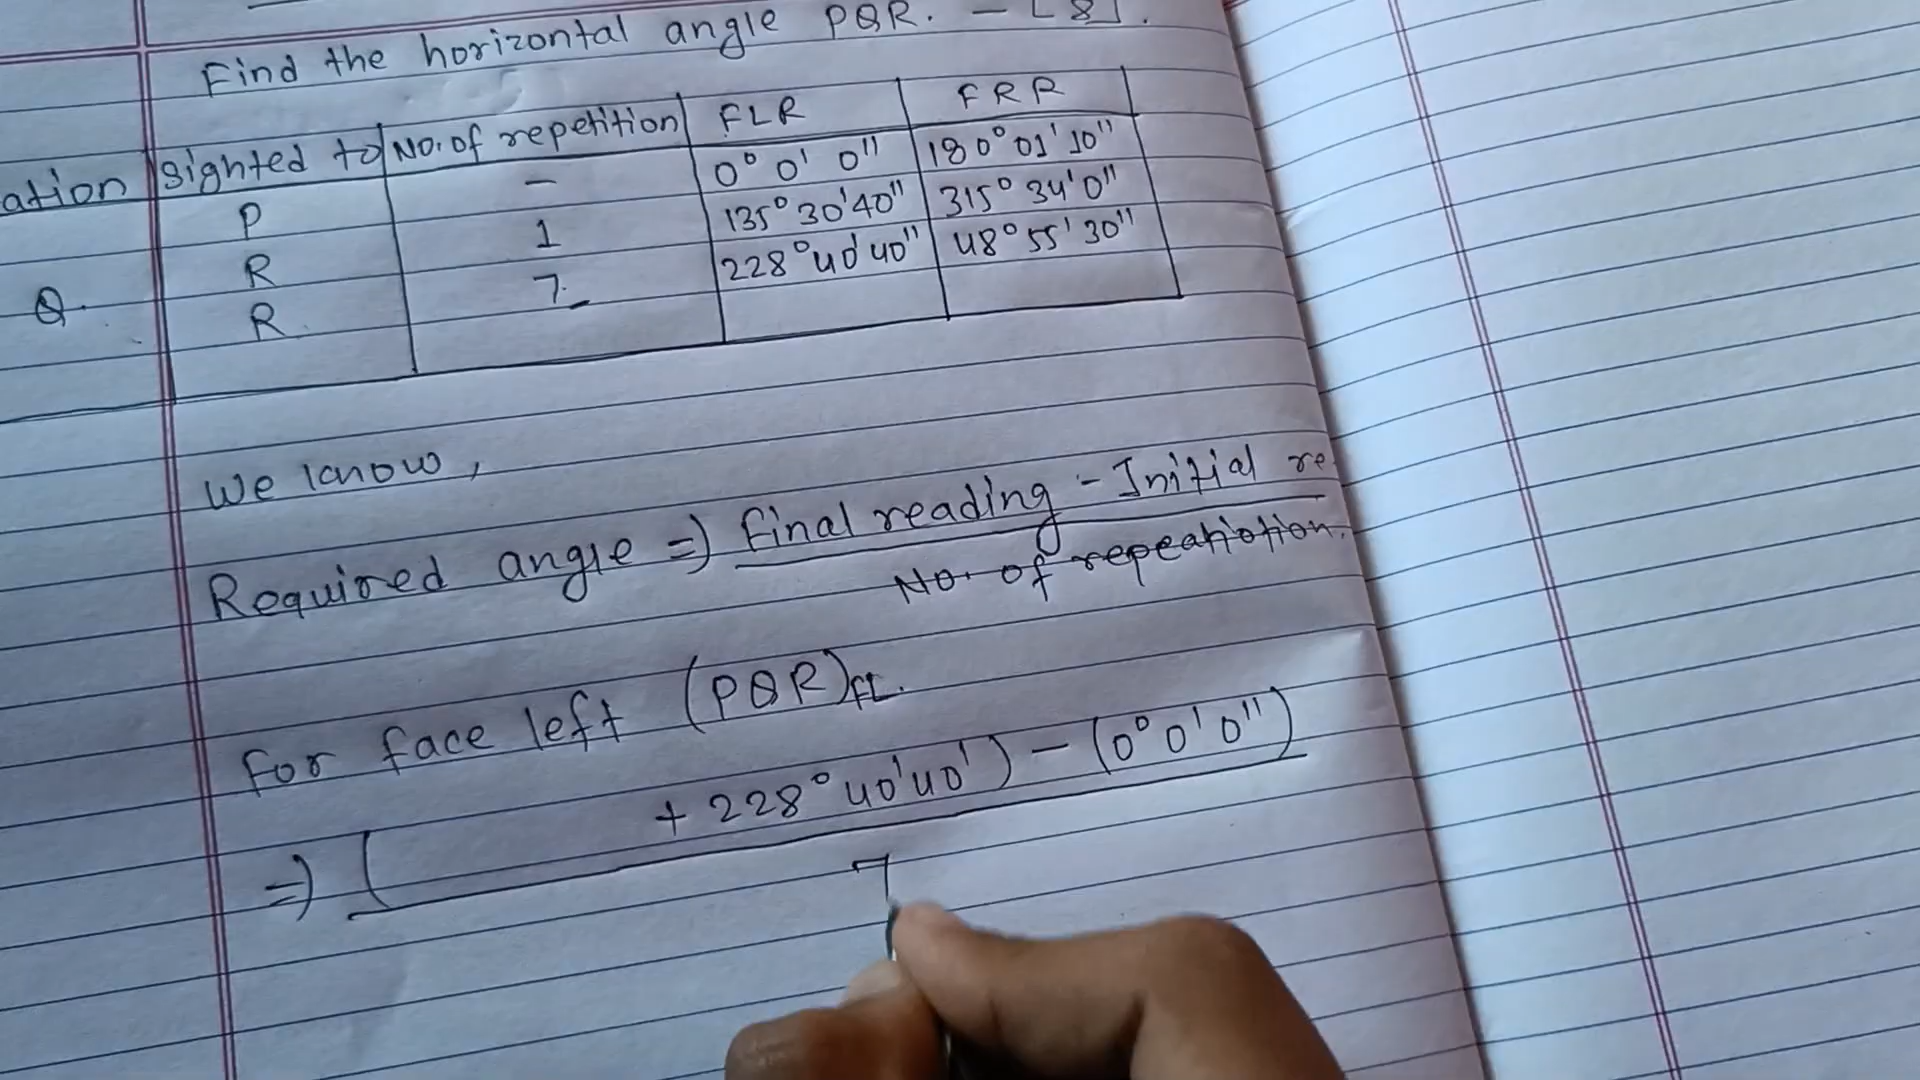 Find the horizontal angle PQR. - [8].
ation sighted to No. of repetition FLR FRR
P - 0° 0' 0" 180° 01' 10"
R 1 135° 30' 40" 315° 34' 0"
Q. R 7 228° 40' 40" 48° 55' 30"
We know,
Required angle => final reading - Initial re
No. of repeatiotion.
for face left (PQR)FL.
=> ( + 228° 40' 40' ) - (0° 0' 0")
7